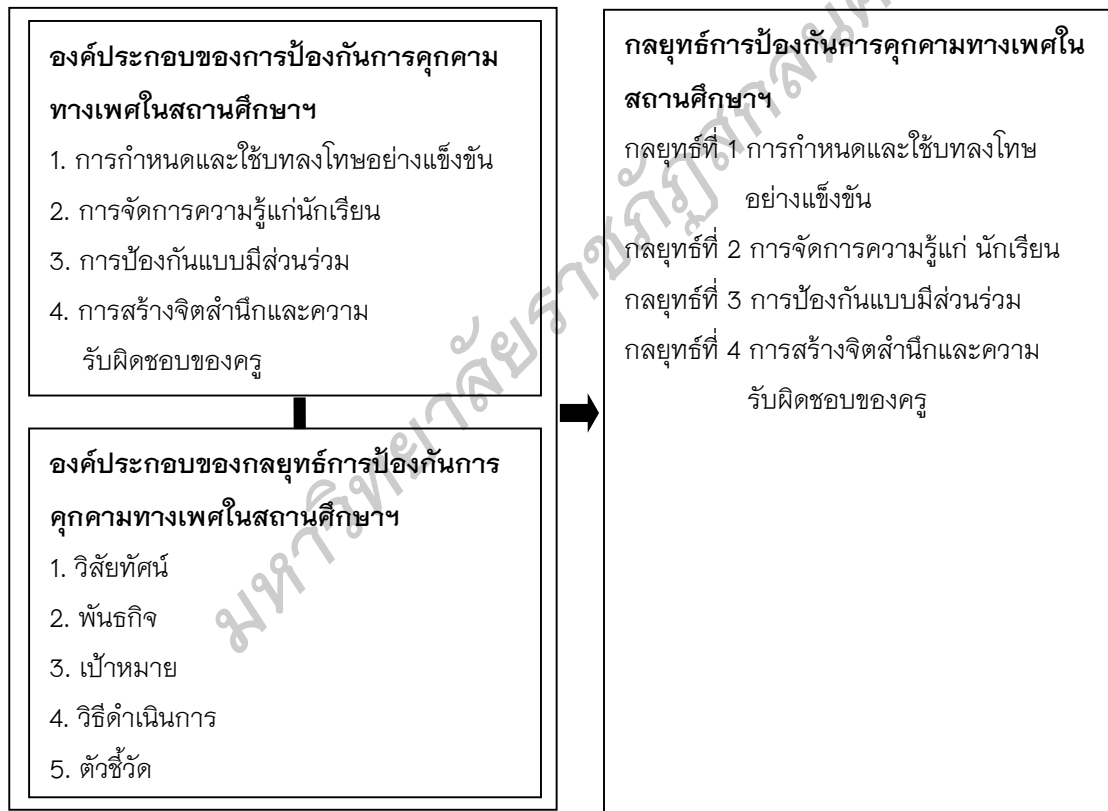 องค์ประกอบของการป้องกันการคุกคาม
ทางเพศในสถานศึกษาฯ
1. การกำหนดและใช้บทลงโทษอย่างแข็งขัน
2. การจัดการความรู้แก่นักเรียน
3. การป้องกันแบบมีส่วนร่วม
4. การสร้างจิตสำนึกและความ
รับผิดชอบของครู
องค์ประกอบของกลยุทธ์การป้องกันการ
คุกคามทางเพศในสถานศึกษาฯ
1. วิสัยทัศน์
2. พันธกิจ
3. เป้าหมาย
4. วิธีดำเนินการ
5. ตัวชี้วัด
กลยุทธ์การป้องกันการคุกคามทางเพศใน
สถานศึกษาฯ
กลยุทธ์ที่ 1 การกำหนดและใช้บทลงโทษ
อย่างแข็งขัน
กลยุทธ์ที่ 2 การจัดการความรู้แก่ นักเรียน
กลยุทธ์ที่ 3 การป้องกันแบบมีส่วนร่วม
กลยุทธ์ที่ 4 การสร้างจิตสำนึกและความ
รับผิดชอบของครู
มหาวิทยาลัยราชภัฏสกลน